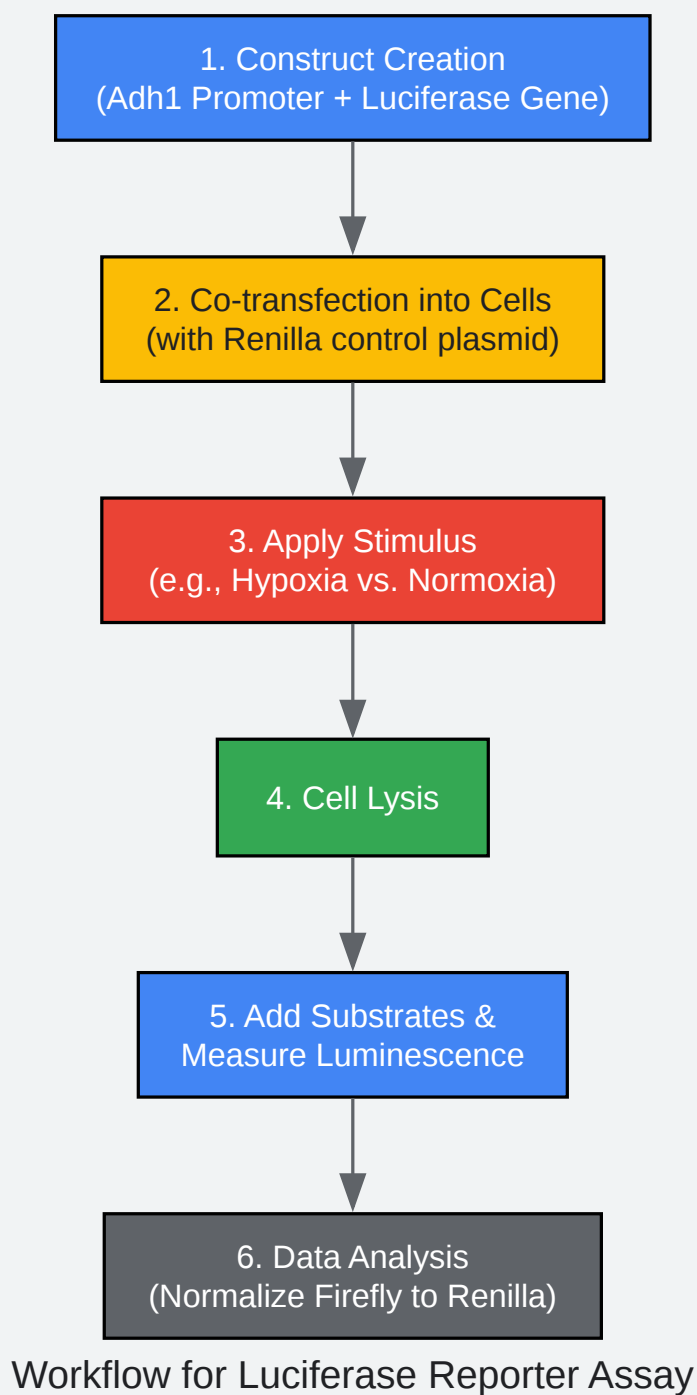 1. Construct Creation
(Adh1 Promoter + Luciferase Gene)
2. Co-transfection into Cells
(with Renilla control plasmid)
3. Apply Stimulus
(e.g., Hypoxia vs. Normoxia)
4. Cell Lysis
5. Add Substrates &
Measure Luminescence
6. Data Analysis
(Normalize Firefly to Renilla)
Workflow for Luciferase Reporter Assay